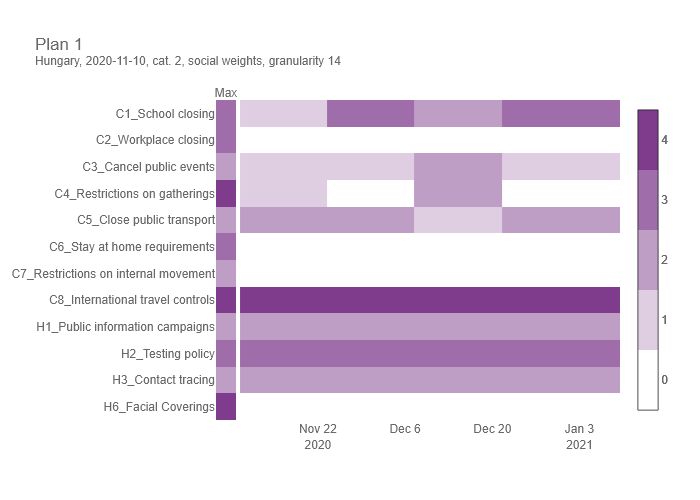 Plan 1
Hungary, 2020-11-10, cat. 2, social weights, granularity 14
Max
C1_School closing
C2_Workplace closing
C3_Cancel public events
C4_Restrictions on gatherings
C5_Close public transport
C6_Stay at home requirements
C7_Restrictions on internal movement
C8_International travel controls
H1_Public information campaigns
H2_Testing policy
H3_Contact tracing
H6_Facial Coverings
4
3
2
1
0
Nov 22 Dec 6 Dec 20 Jan 3
2020 2021